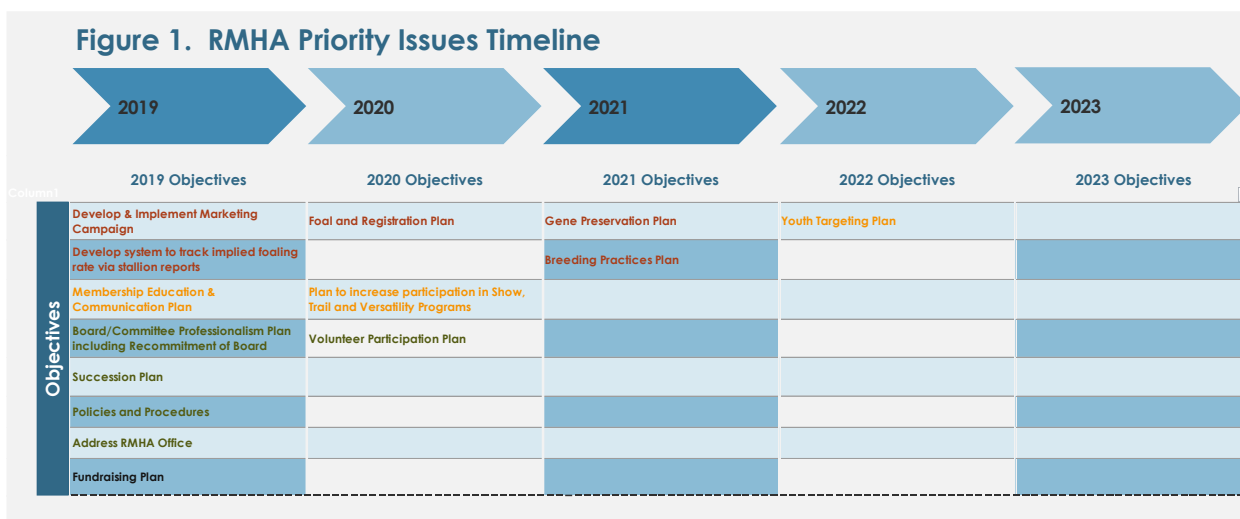 Figure 1.  RMHA Priority Issues Timeline
2019
2020
2021
2022
2023
2019 Objectives
2020 Objectives
2021 Objectives
2022 Objectives
2023 Objectives
Column1
Objectives
Develop & Implement Marketing
Campaign
Foal and Registration Plan
Gene Preservation Plan
Youth Targeting Plan
Develop system to track implied foaling
rate via stallion reports
Breeding Practices Plan
Membership Education &
Communication Plan
Plan to increase participation in Show,
Trail and Versatility Programs
Board/Committee Professionalism Plan
including Recommitment of Board
Volunteer Participation Plan
Succession Plan
Policies and Procedures
Address RMHA Office
Fundraising Plan